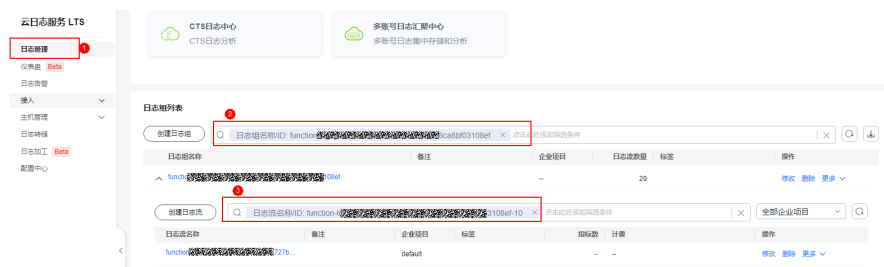 云日志服务 LTS
日志管理
1
仪表盘 Beta
日志告警
接入
主机管理
日志转储
日志加工 Beta
配置中心
CTS日志中心
CTS日志分析
多账号日志汇聚中心
多账号日志集中存储和分析
日志组列表
2
创建日志组 日志组名称/ID: function 8ca8bf03108ef × 点击此处添加筛选条件
日志组名称 备注 企业项目 日志流数量 标签 操作
functio 108ef -- 20 修改 删除 更多
3
创建日志流 日志流名称/ID: function-l 3108ef-10 × 点击此处添加筛选条件 全部企业项目
日志流名称 备注 企业项目 标签 指标数 计费 操作
function 727b... default -- -- 修改 删除 更多